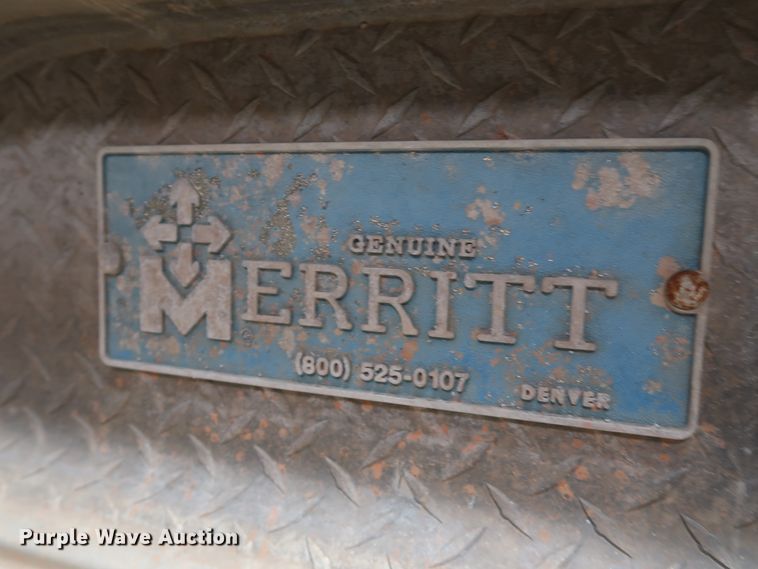 GENUINE
MERRITT
(800) 525-0107
DENVER
Purple Wave Auction